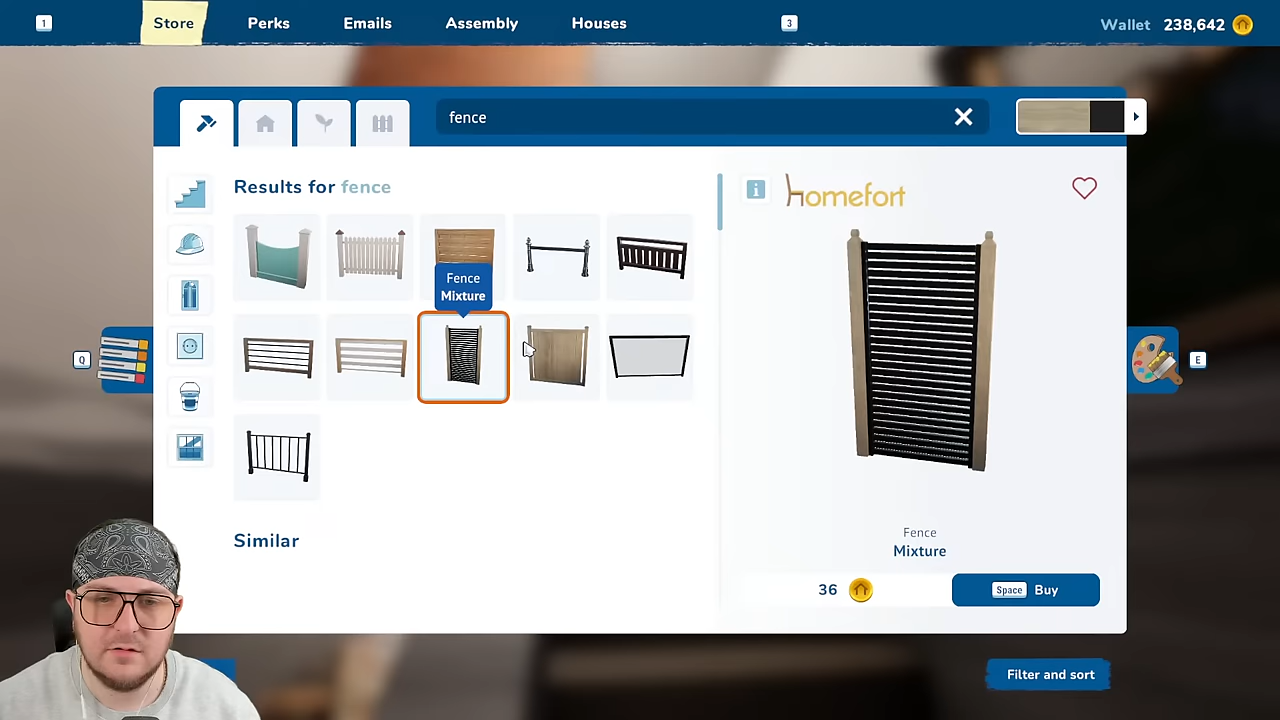 1
Store
Perks
Emails
Assembly
Houses
3
Wallet 238,642
fence
Results for fence
homefort
Fence
Mixture
Q
E
Fence
Mixture
36
Space Buy
Similar
Filter and sort